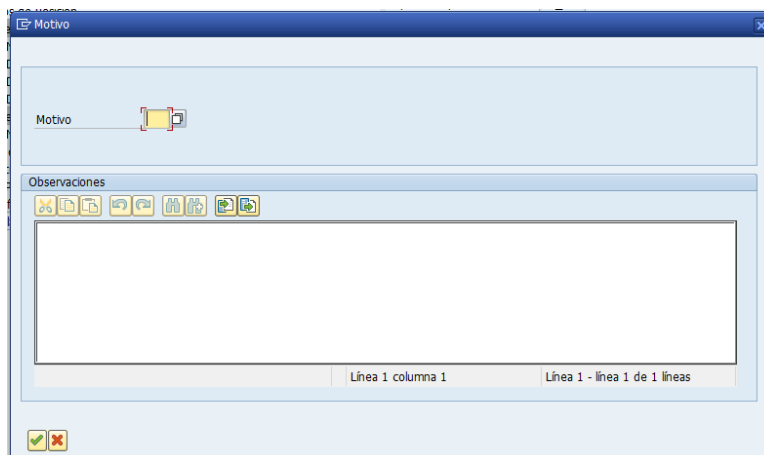 Motivo
Motivo
Observaciones
Línea 1 columna 1
Línea 1 - línea 1 de 1 líneas